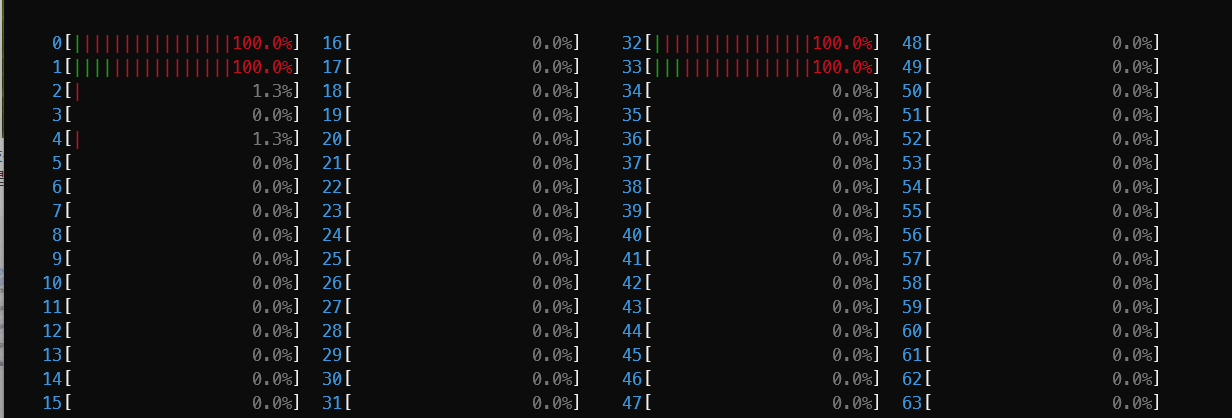 0[||||||||||||||||100.0%] 16[ 0.0%] 32[||||||||||||||||100.0%] 48[ 0.0%]
1[||||||||||||||||100.0%] 17[ 0.0%] 33[||||||||||||||||100.0%] 49[ 0.0%]
2[| 1.3%] 18[ 0.0%] 34[ 0.0%] 50[ 0.0%]
3[ 0.0%] 19[ 0.0%] 35[ 0.0%] 51[ 0.0%]
4[| 1.3%] 20[ 0.0%] 36[ 0.0%] 52[ 0.0%]
5[ 0.0%] 21[ 0.0%] 37[ 0.0%] 53[ 0.0%]
6[ 0.0%] 22[ 0.0%] 38[ 0.0%] 54[ 0.0%]
7[ 0.0%] 23[ 0.0%] 39[ 0.0%] 55[ 0.0%]
8[ 0.0%] 24[ 0.0%] 40[ 0.0%] 56[ 0.0%]
9[ 0.0%] 25[ 0.0%] 41[ 0.0%] 57[ 0.0%]
10[ 0.0%] 26[ 0.0%] 42[ 0.0%] 58[ 0.0%]
11[ 0.0%] 27[ 0.0%] 43[ 0.0%] 59[ 0.0%]
12[ 0.0%] 28[ 0.0%] 44[ 0.0%] 60[ 0.0%]
13[ 0.0%] 29[ 0.0%] 45[ 0.0%] 61[ 0.0%]
14[ 0.0%] 30[ 0.0%] 46[ 0.0%] 62[ 0.0%]
15[ 0.0%] 31[ 0.0%] 47[ 0.0%] 63[ 0.0%]